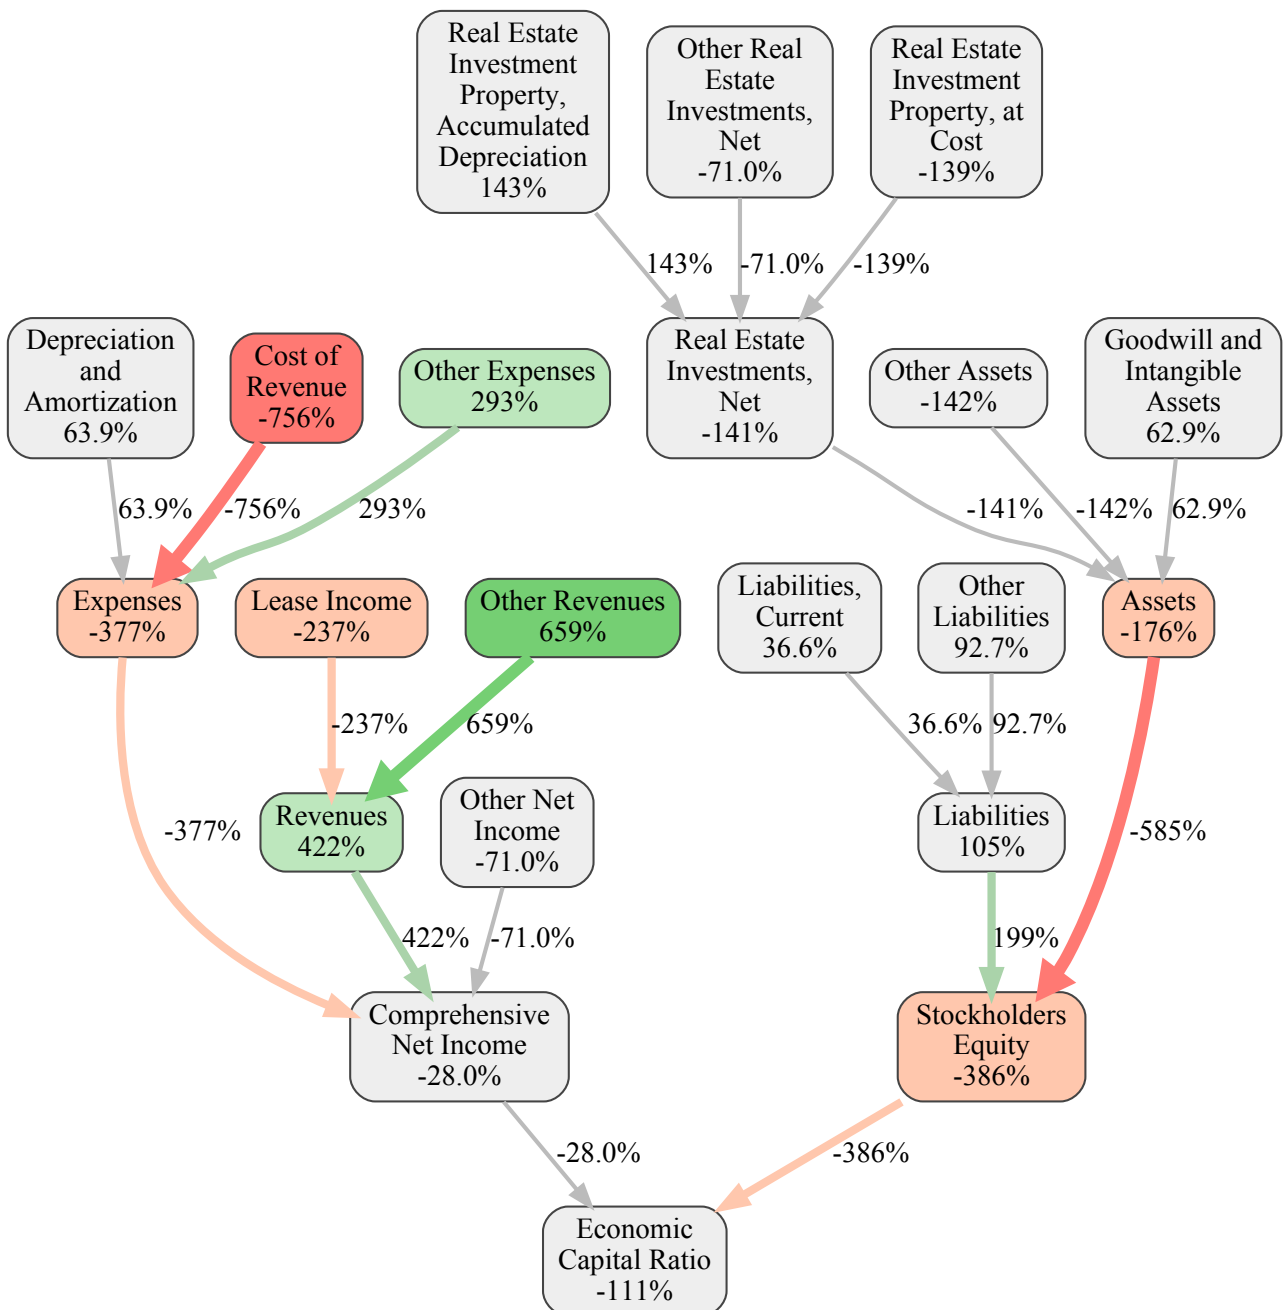 Real Estate
Investment
Property,
Accumulated
Depreciation
143%
Other Real
Estate
Investments,
Net
-71.0%
Real Estate
Investment
Property, at
Cost
-139%
143%
-71.0%
-139%
Depreciation
and
Amortization
63.9%
Cost of
Revenue
-756%
Other Expenses
293%
Real Estate
Investments,
Net
-141%
Other Assets
-142%
Goodwill and
Intangible
Assets
62.9%
63.9%
-756%
293%
-141%
-142%
62.9%
Expenses
-377%
Lease Income
-237%
Other Revenues
659%
Liabilities,
Current
36.6%
Other
Liabilities
92.7%
Assets
-176%
-237%
659%
36.6%
92.7%
-377%
Revenues
422%
Other Net
Income
-71.0%
Liabilities
105%
-585%
422%
-71.0%
199%
Comprehensive
Net Income
-28.0%
Stockholders
Equity
-386%
-28.0%
-386%
Economic
Capital Ratio
-111%